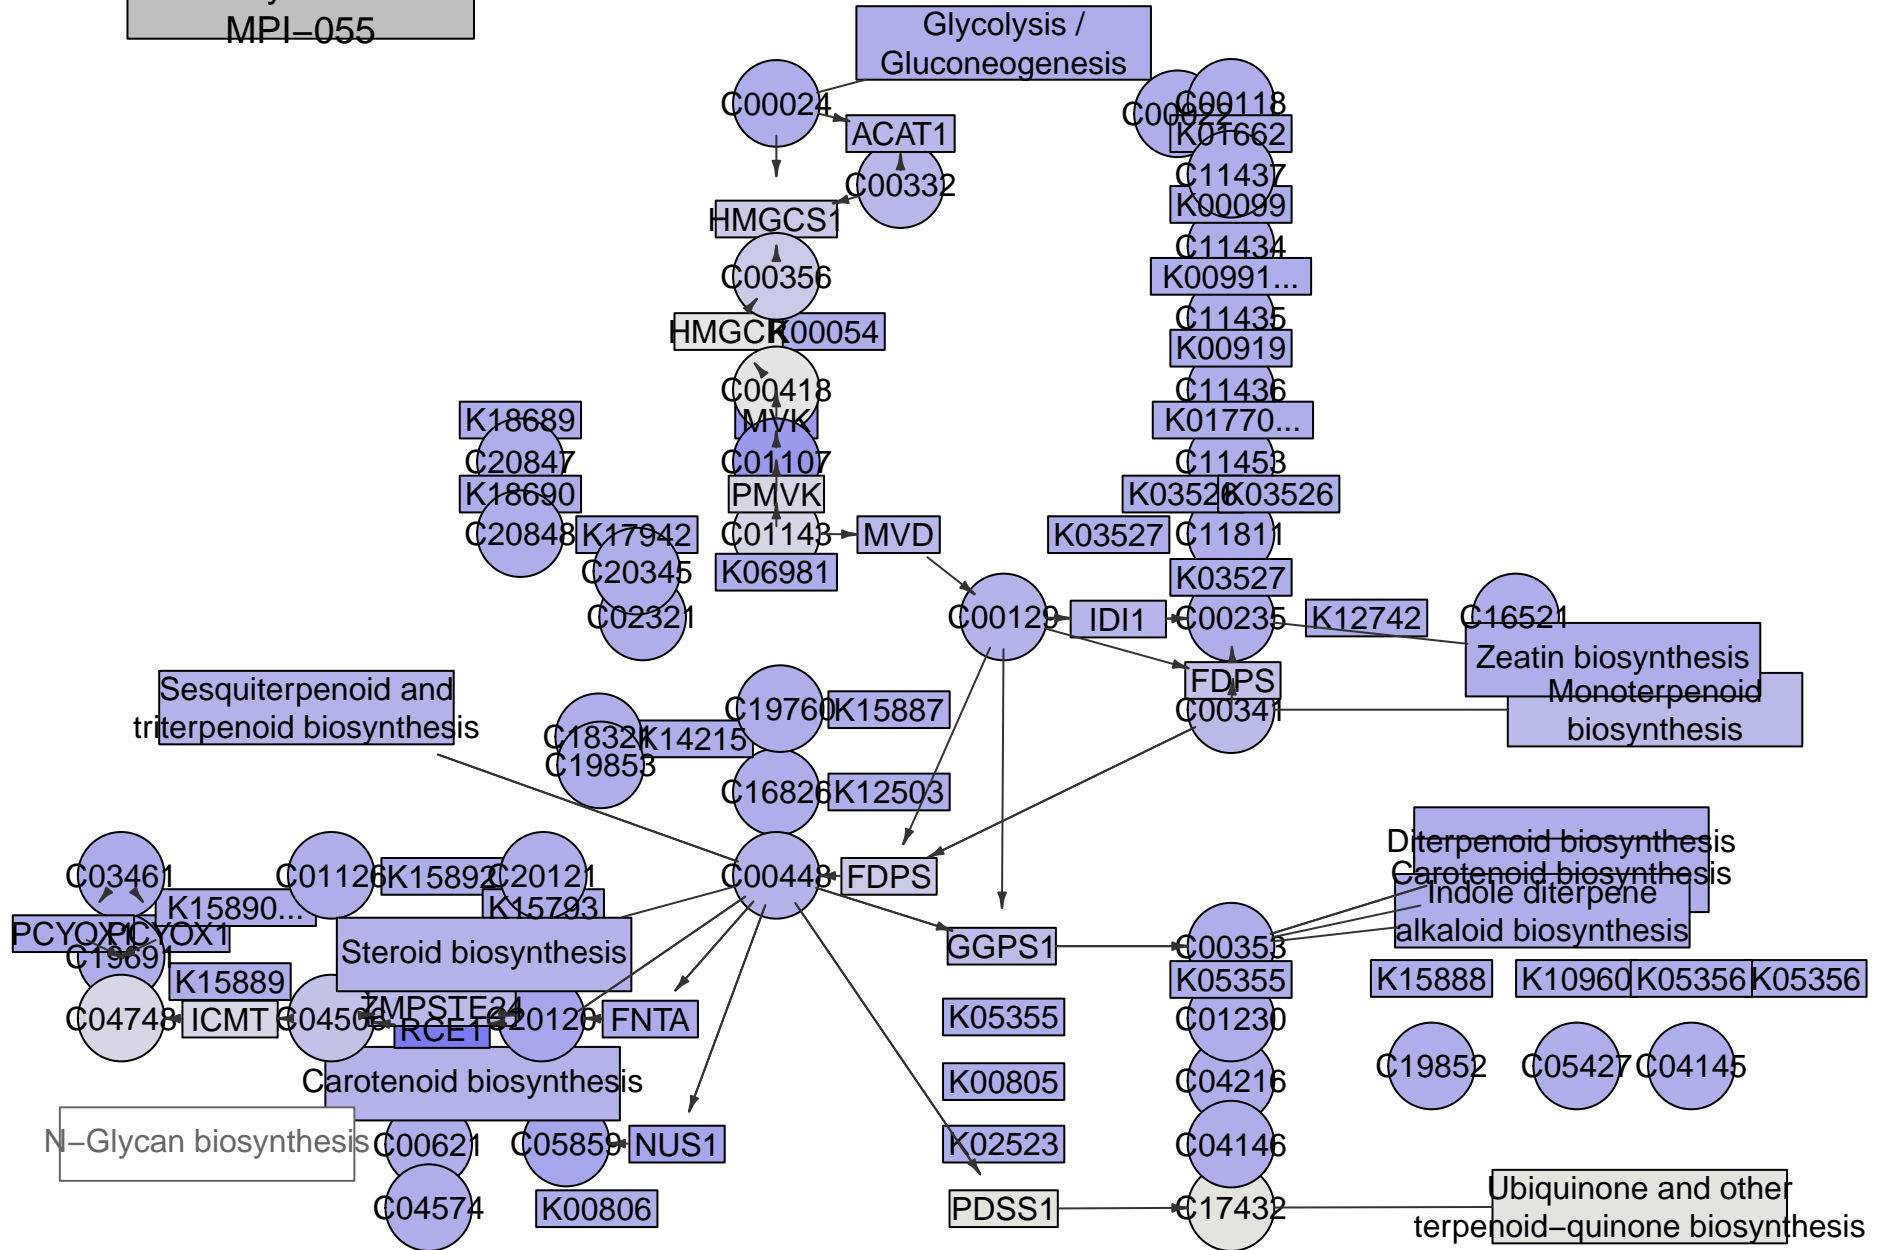 MPI−055
Glycolysis /
Gluconeogenesis
C00024
ACAT1
C00332
C00022
C00118
K01662
C11437
K00099
HMGCS1
C11434
C00356
K00991...
C11435
HMGCR
K00054
K00919
C00418
C11436
K18689
MVK
K01770...
C20847
C01107
C11453
K18690
PMVK
K03526
K03526
C20848
K17942
C01143
MVD
K03527
C11811
C20345
K06981
K03527
C02321
C00129
IDI1
C00235
K12742
C16521
Zeatin biosynthesis
FDPS
Sesquiterpenoid and
triterpenoid biosynthesis
Monoterpenoid
biosynthesis
C19760
K15887
C00341
C18321
K14215
C19853
C16826
K12503
Diterpenoid biosynthesis
Carotenoid biosynthesis
Indole diterpene
alkaloid biosynthesis
C03461
C01126
K15892
C20121
C00448
FDPS
K15890...
K15793
PCYOX1
PCYOX1
C19691
Steroid biosynthesis
GGPS1
C00353
K15889
K05355
K15888
K10960
K05356
K05356
C04748
ICMT
C04506
ZMPSTE24
RCE1
C20120
FNTA
K05355
C01230
C19852
C05427
C04145
Carotenoid biosynthesis
K00805
C04216
N−Glycan biosynthesis
C00621
C05859
NUS1
K02523
C04146
C04574
K00806
PDSS1
C17432
Ubiquinone and other
terpenoid−quinone biosynthesis